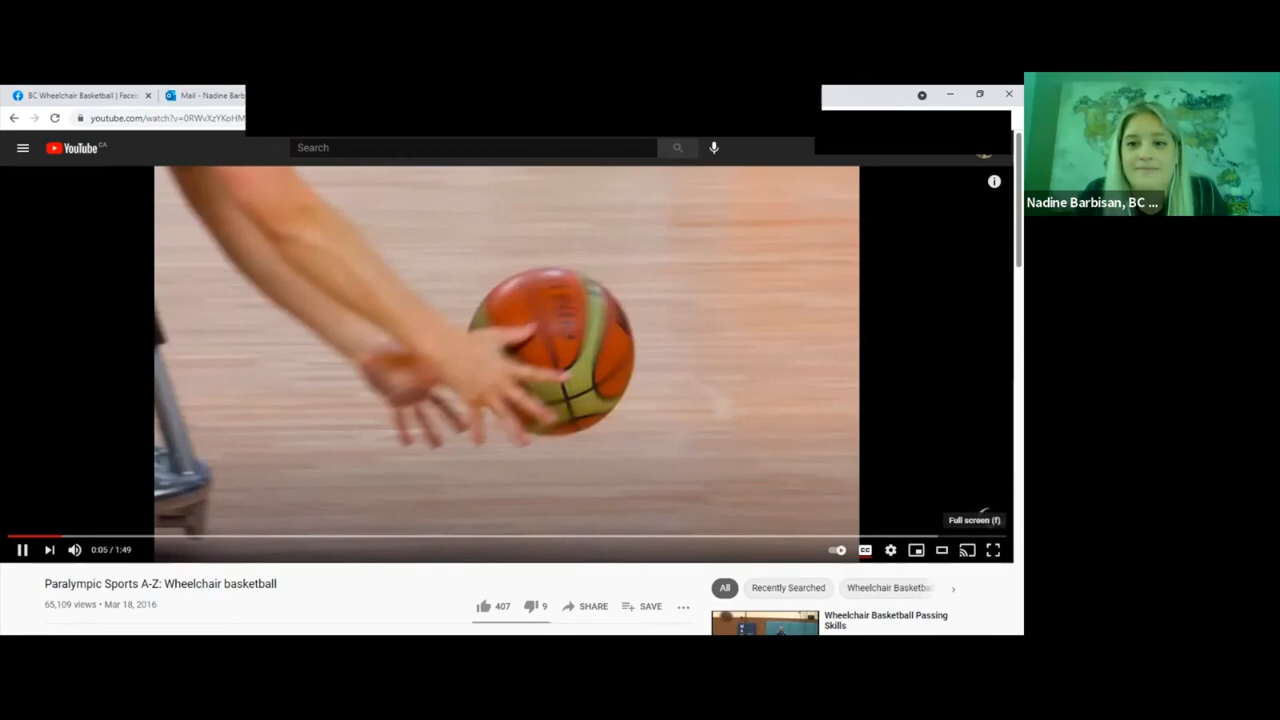 BC Wheelchair Basketball | Faceb
Mail - Nadine Barb
youtube.com/watch?v=0RWvXzYKoHM
YouTube CA
Search
Nadine Barbisan, BC ...
Full screen (f)
0:05 / 1:49
CC
Paralympic Sports A-Z: Wheelchair basketball
65,109 views • Mar 18, 2016
407
9
SHARE
SAVE
All
Recently Searched
Wheelchair Basketba
Wheelchair Basketball Passing
Skills